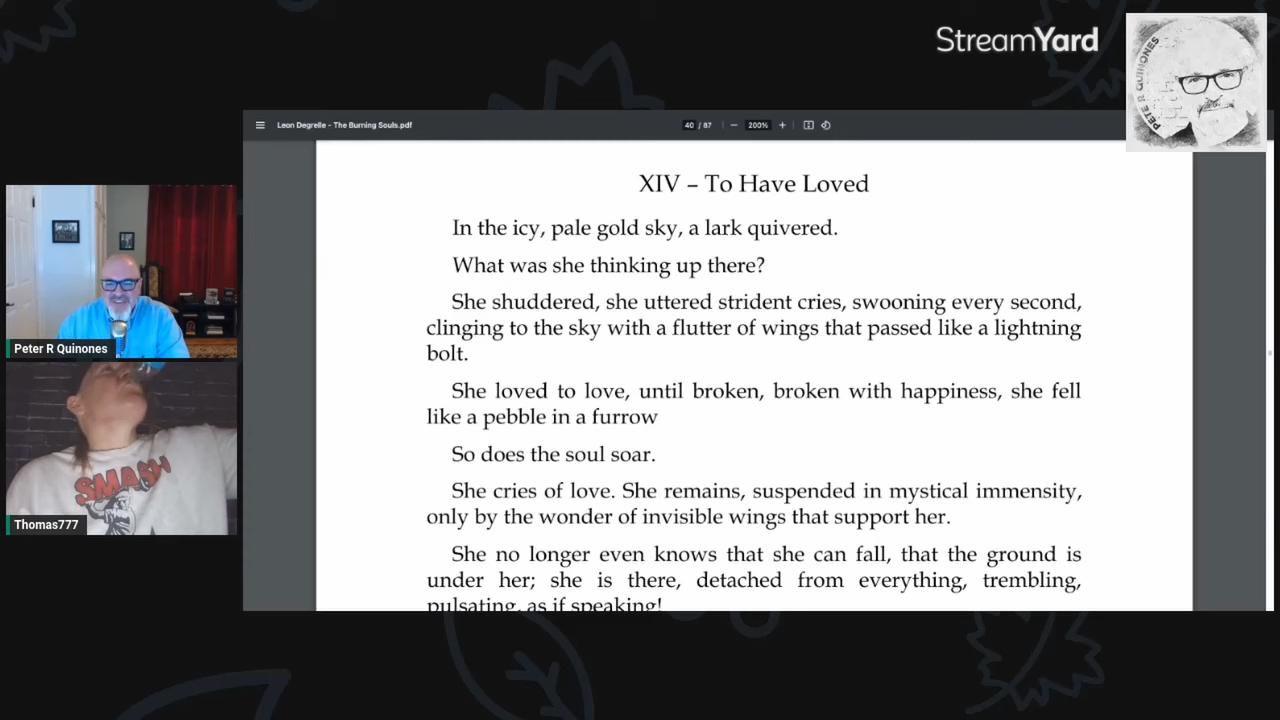 StreamYard
PETE R QUINONES
Leon Degrelle - The Burning Souls.pdf
40 / 87
200%
XIV – To Have Loved
In the icy, pale gold sky, a lark quivered.
What was she thinking up there?
She shuddered, she uttered strident cries, swooning every second,
clinging to the sky with a flutter of wings that passed like a lightning
bolt.
She loved to love, until broken, broken with happiness, she fell
like a pebble in a furrow
So does the soul soar.
She cries of love. She remains, suspended in mystical immensity,
only by the wonder of invisible wings that support her.
She no longer even knows that she can fall, that the ground is
under her; she is there, detached from everything, trembling,
pulsating, as if speaking!
Peter R Quinones
SMASH
Thomas777